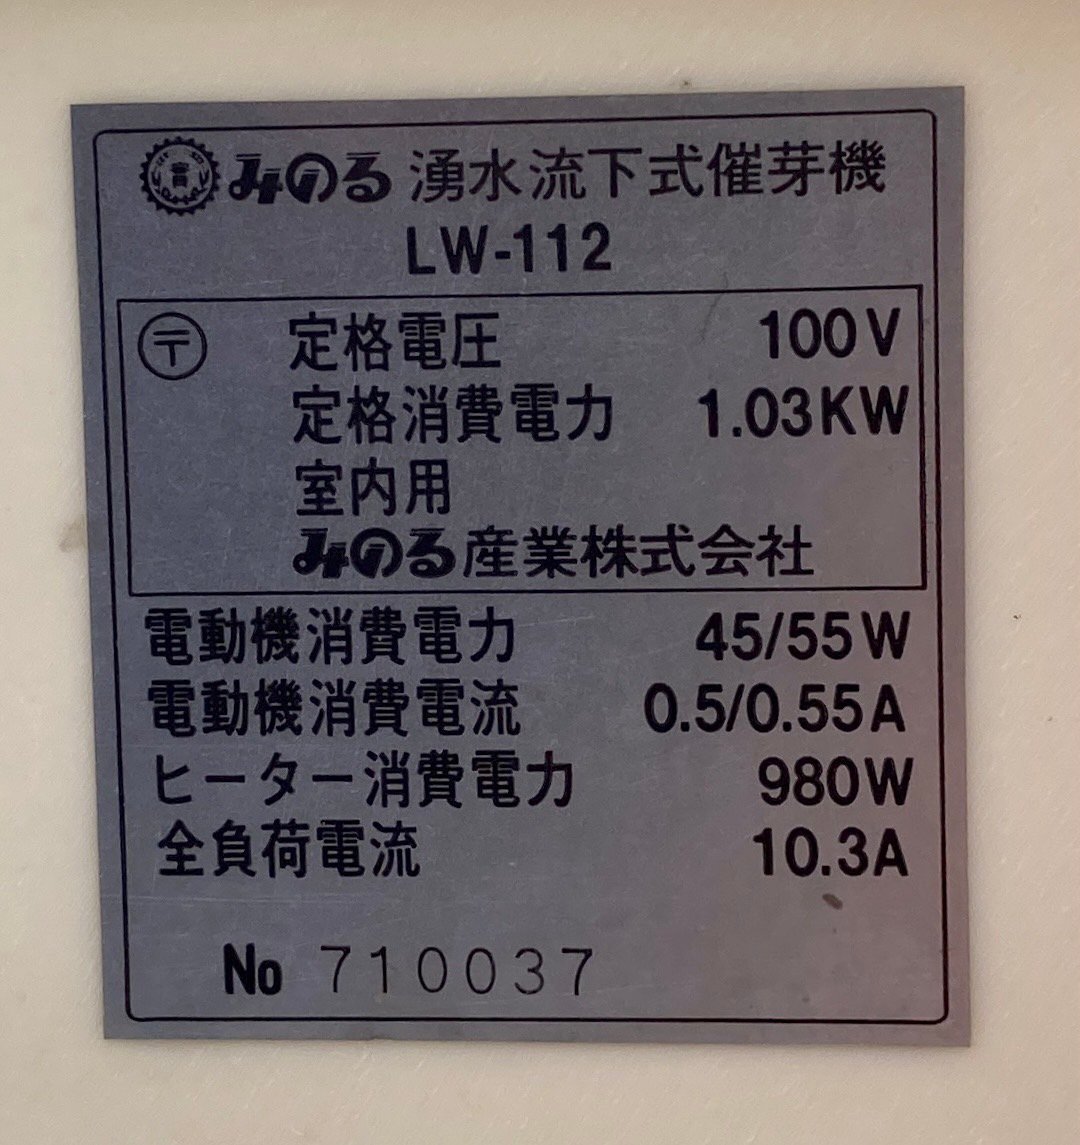 みのる 湧水流下式催芽機
LW-112
〒 定格電圧 100V
定格消費電力 1.03KW
室内用
みのる産業株式会社
電動機消費電力 45/55W
電動機消費電流 0.5/0.55A
ヒーター消費電力 980W
全負荷電流 10.3A
No 710037